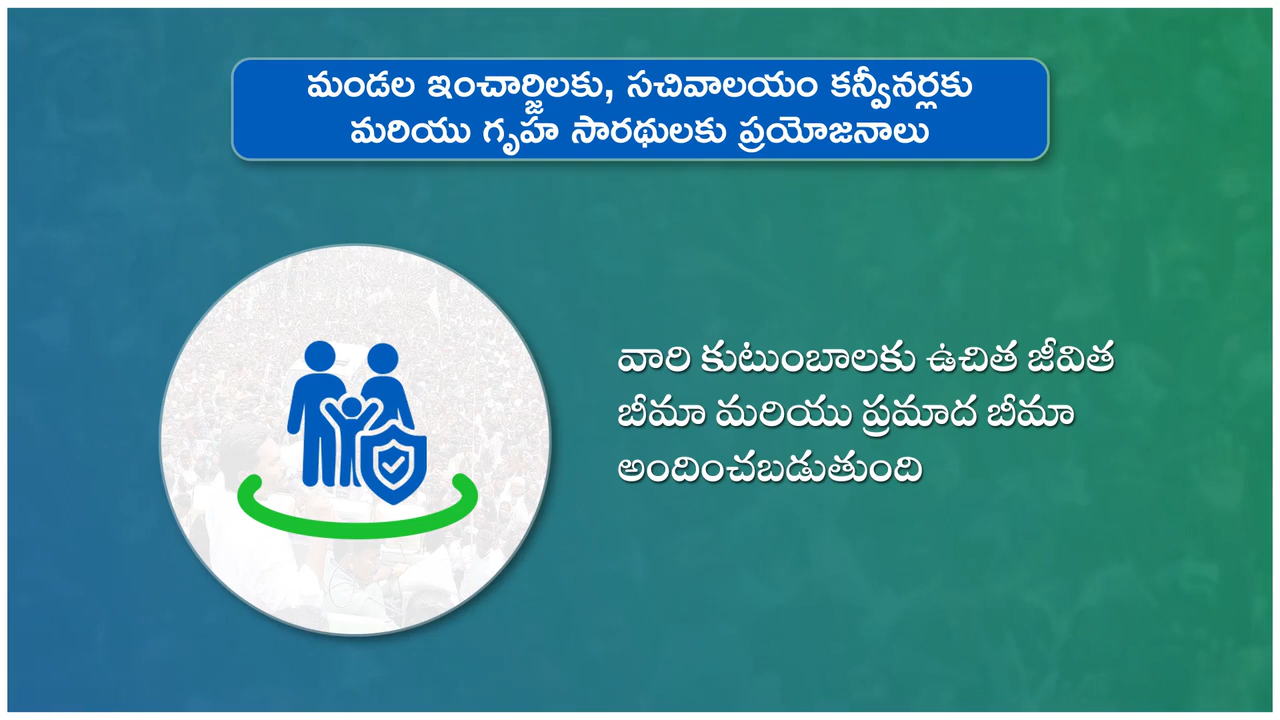 మండల ఇంచార్జిలకు, సచివాలయం కన్వీనర్లకు
మరియు గృహ సారథులకు ప్రయోజనాలు
వారి కుటుంబాలకు ఉచిత జీవిత
బీమా మరియు ప్రమాద బీమా
అందించబడుతుంది